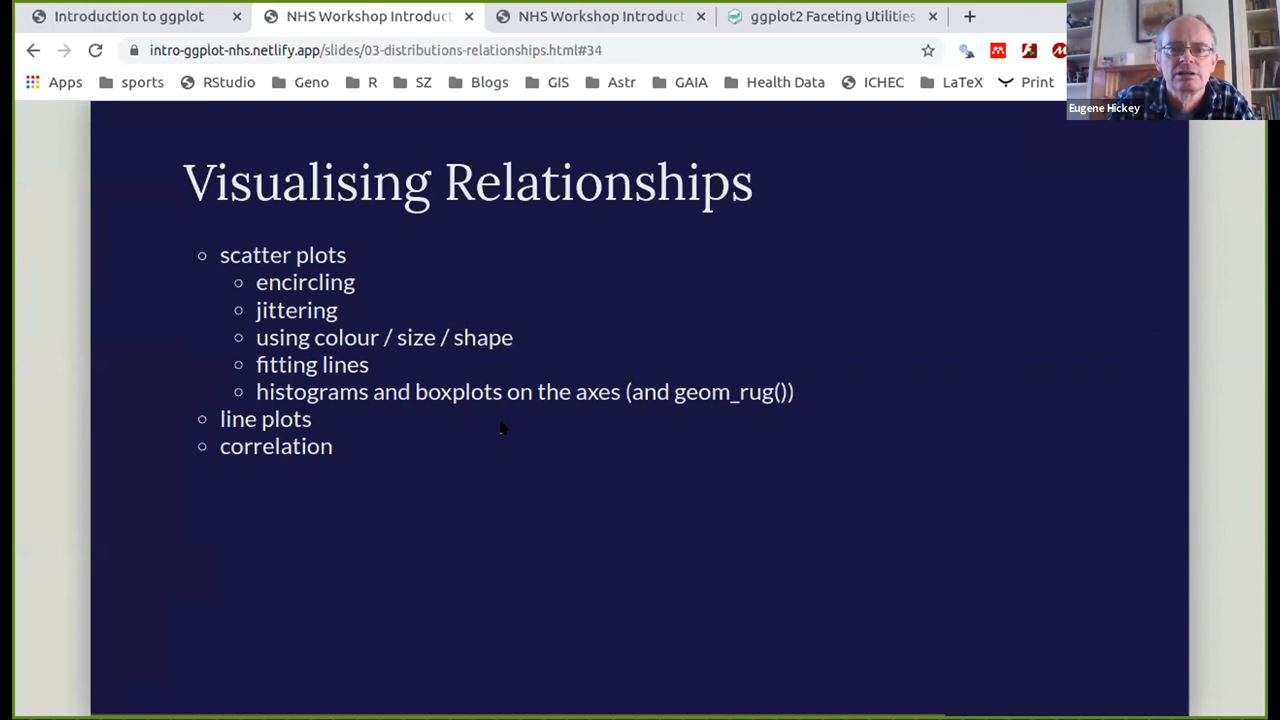 Introduction to ggplot
NHS Workshop Introduct
NHS Workshop Introduct
ggplot2 Faceting Utilities
intro-ggplot-nhs.netlify.app/slides/03-distributions-relationships.html#34
Apps
sports
RStudio
Geno
R
SZ
Blogs
GIS
Astr
GAIA
Health Data
ICHEC
LaTeX
Print
Eugene Hickey
Visualising Relationships
scatter plots
encircling
jittering
using colour / size / shape
fitting lines
histograms and boxplots on the axes (and geom_rug())
line plots
correlation